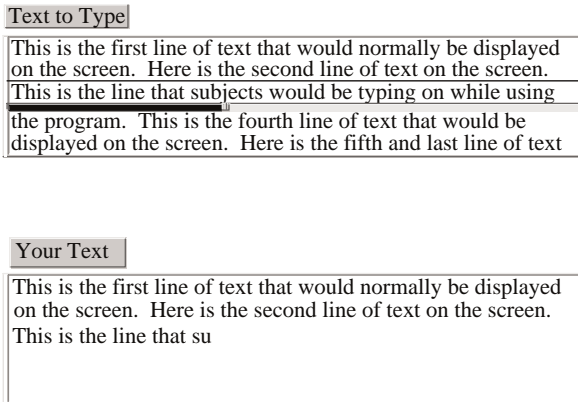 Text to Type
This is the first line of text that would normally be displayed
on the screen.  Here is the second line of text on the screen.
This is the line that subjects would be typing on while using
the program.  This is the fourth line of text that would be
displayed on the screen.  Here is the fifth and last line of text
Your Text
This is the first line of text that would normally be displayed
on the screen.  Here is the second line of text on the screen.
This is the line that su